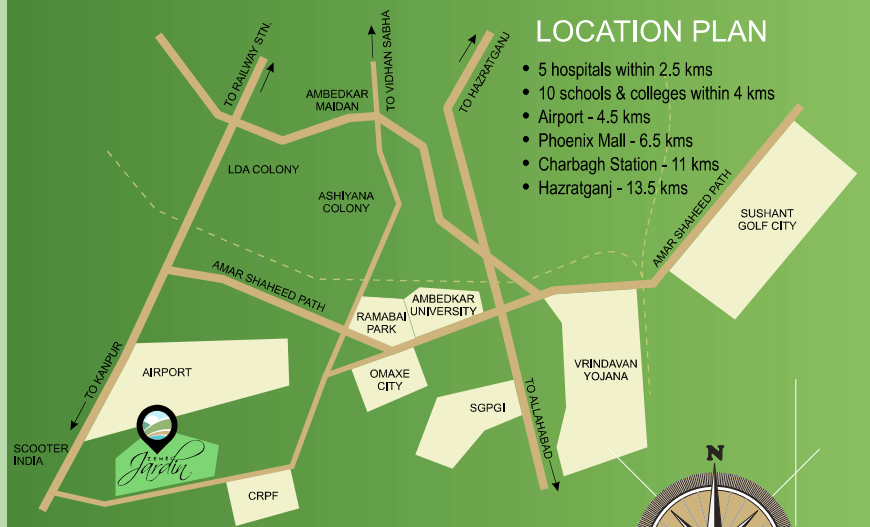 LOCATION PLAN
• 5 hospitals within 2.5 kms
• 10 schools & colleges within 4 kms
• Airport - 4.5 kms
• Phoenix Mall - 6.5 kms
• Charbagh Station - 11 kms
• Hazratganj - 13.5 kms
TO RAILWAY STN.
TO VIDHAN SABHA
TO HAZRATGANJ
AMBEDKAR
MAIDAN
LDA COLONY
ASHIYANA
COLONY
AMAR SHAHEED PATH
SUSHANT
GOLF CITY
AMAR SHAHEED PATH
RAMABAI
PARK
AMBEDKAR
UNIVERSITY
TO KANPUR
AIRPORT
OMAXE
CITY
VRINDAVAN
YOJANA
SGPGI
TO ALLAHABAD
SCOOTER
INDIA
Jardin
CRPF
N